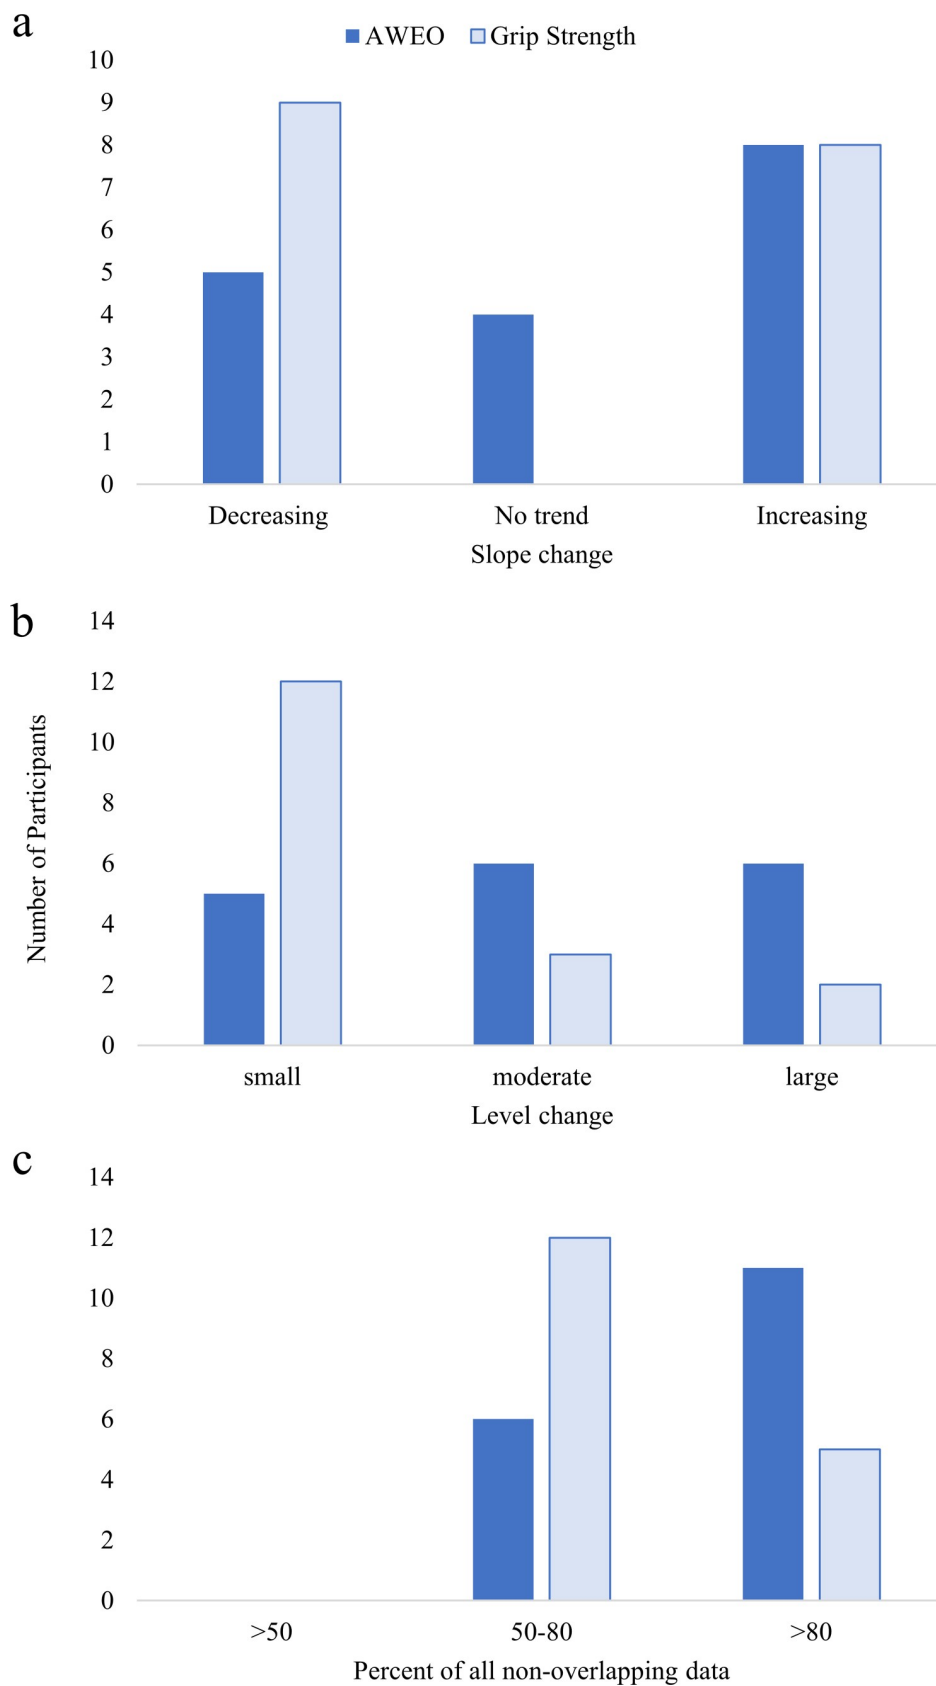 a
AWEO Grip Strength
10
9
8
7
6
5
4
3
2
1
0
Decreasing No trend Increasing
Slope change
b
Number of Participants
14
12
10
8
6
4
2
0
small moderate large
Level change
c
14
12
10
8
6
4
2
0
>50 50-80 >80
Percent of all non-overlapping data